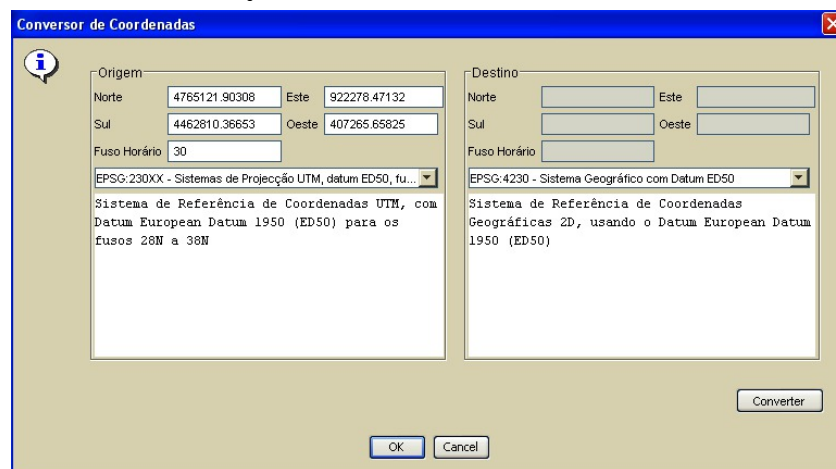 Conversor de Coordenadas
Origem
Norte 4765121.90308 Este 922278.47132
Sul 4462810.36653 Oeste 407265.65825
Fuso Horário 30
EPSG:230XX - Sistemas de Projecção UTM, datum ED50, fu...
Sistema de Referência de Coordenadas UTM, com
Datum European Datum 1950 (ED50) para os
fusos 28N a 38N
Destino
Norte Este
Sul Oeste
Fuso Horário
EPSG:4230 - Sistema Geográfico com Datum ED50
Sistema de Referência de Coordenadas
Geográficas 2D, usando o Datum European Datum
1950 (ED50)
Converter
OK Cancel